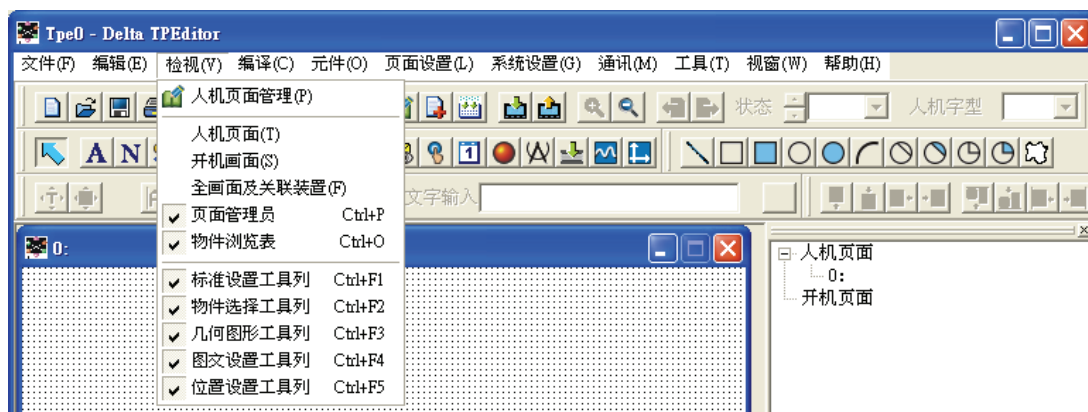 Tpe0 - Delta TPEditor
文件(F) 编辑(E) 检视(V) 编译(C) 元件(O) 页面设置(L) 系统设置(G) 通讯(M) 工具(T) 视窗(W) 帮助(H)
人机页面管理(P)
状态 人机字型
人机页面(T)
开机画面(S)
A N 1
全画面及关联装置(F)
文字输入
页面管理员 Ctrl+P
物件浏览表 Ctrl+O
0:
人机页面
0:
开机页面
标准设置工具列 Ctrl+F1
物件选择工具列 Ctrl+F2
几何图形工具列 Ctrl+F3
图文设置工具列 Ctrl+F4
位置设置工具列 Ctrl+F5